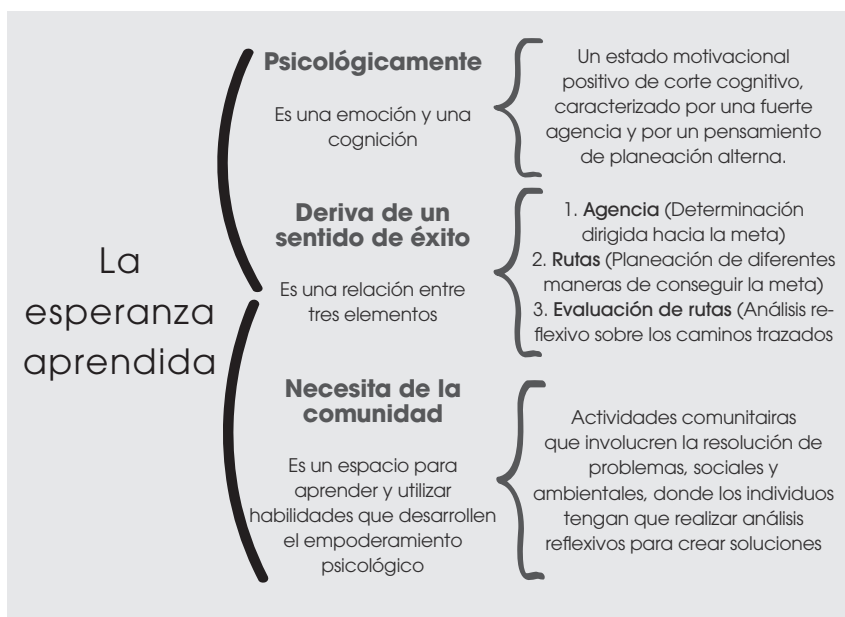 La
esperanza
aprendida
Psicológicamente
Es una emoción y una
cognición
Un estado motivacional
positivo de corte cognitivo,
caracterizado por una fuerte
agencia y por un pensamiento
de planeación alterna.
Deriva de un
sentido de éxito
Es una relación entre
tres elementos
1. Agencia (Determinación
dirigida hacia la meta)
2. Rutas (Planeación de diferentes
maneras de conseguir la meta)
3. Evaluación de rutas (Análisis re-
flexivo sobre los caminos trazados
Necesita de la
comunidad
Es un espacio para
aprender y utilizar
habilidades que desarrollen
el empoderamiento
psicológico
Actividades comunitairas
que involucren la resolución de
problemas, sociales y
ambientales, donde los individuos
tengan que realizar análisis
reflexivos para crear soluciones